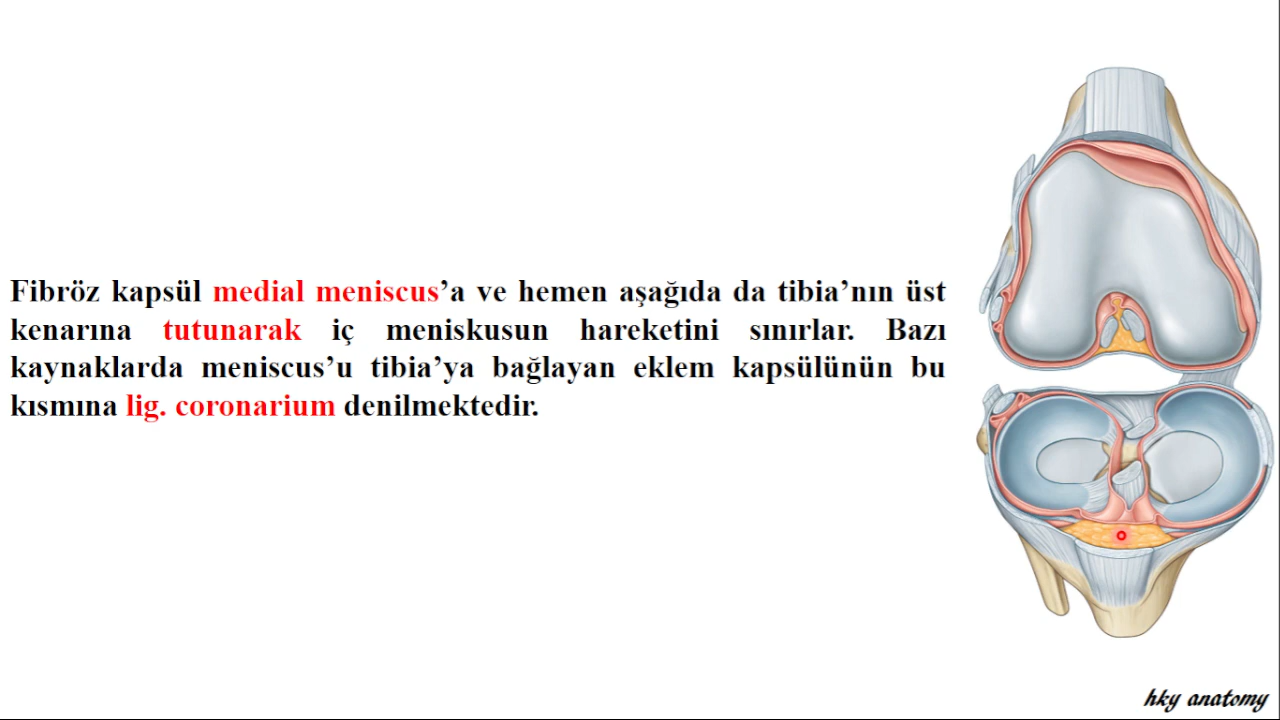 Fibröz kapsül medial meniscus’a ve hemen aşağıda da tibia’nın üst
kenarına tutunarak iç meniskusun hareketini sınırlar. Bazı
kaynaklarda meniscus’u tibia’ya bağlayan eklem kapsülünün bu
kısmına lig. coronarium denilmektedir.
hky anatomy